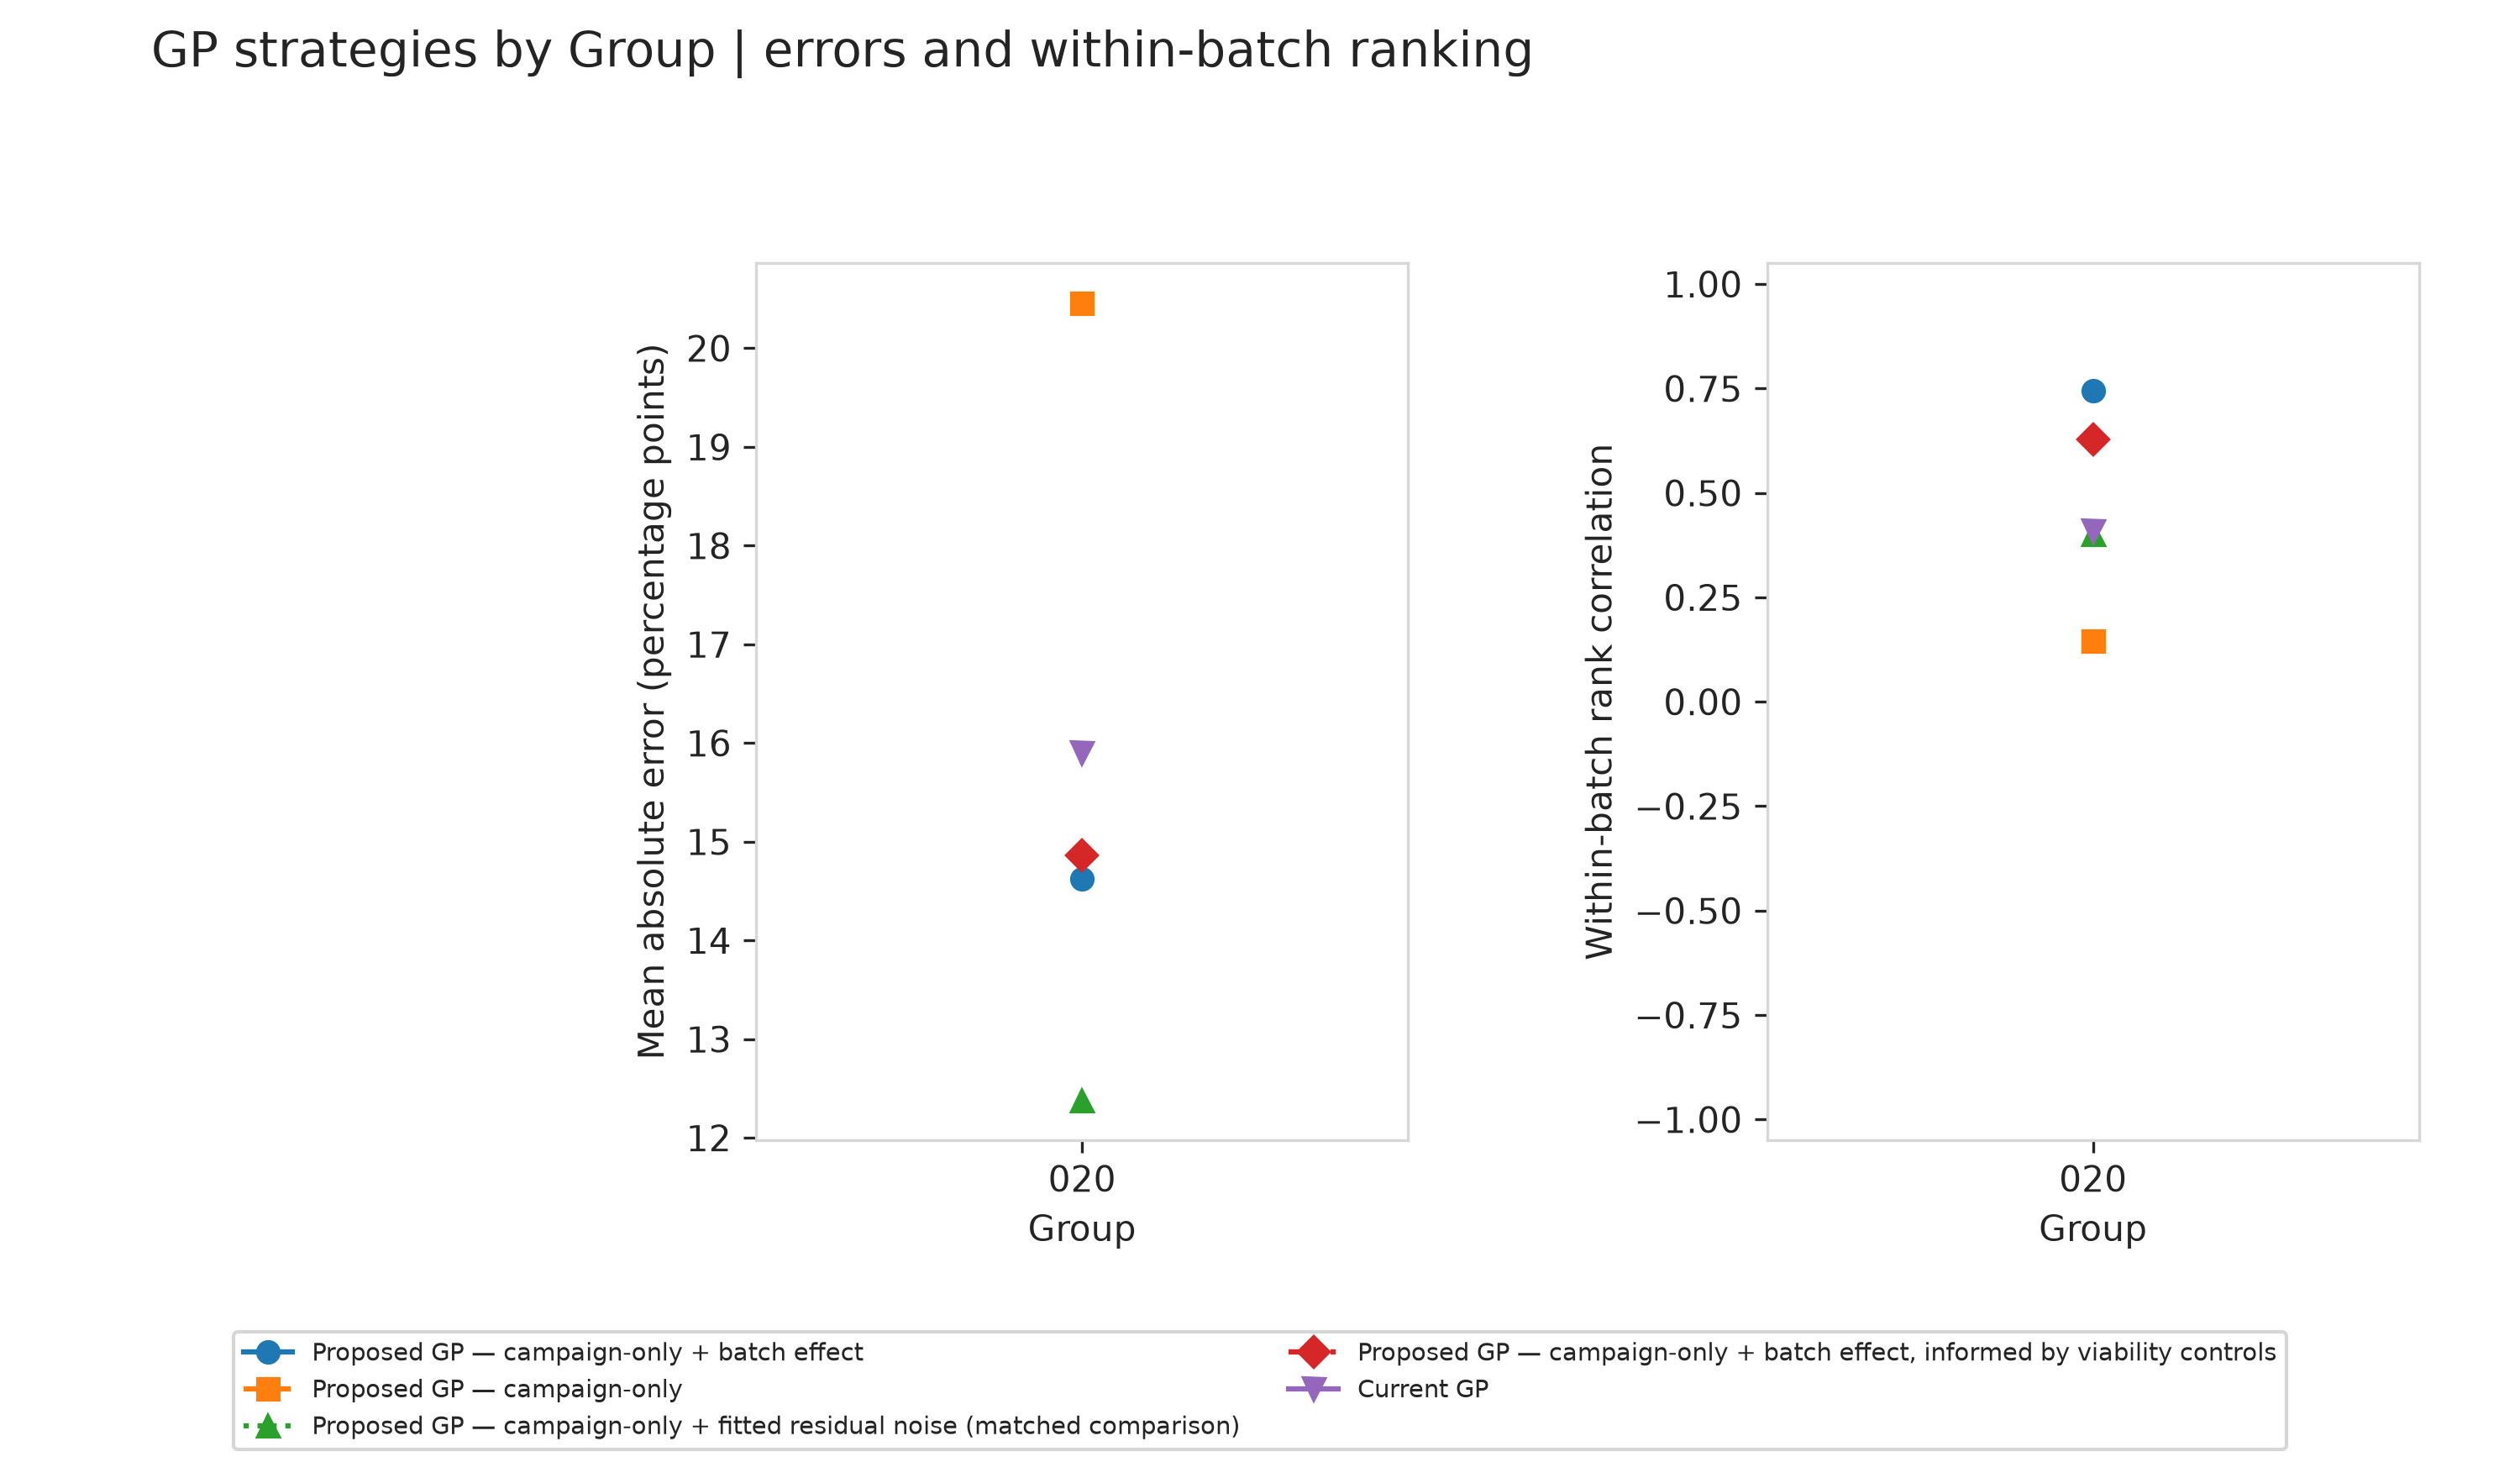 GP strategies by Group | errors and within-batch ranking
Mean absolute error (percentage points)
20
19
18
17
16
15
14
13
12
020
Group
Within-batch rank correlation
1.00
0.75
0.50
0.25
0.00
−0.25
−0.50
−0.75
−1.00
020
Group
Proposed GP — campaign-only + batch effect
Proposed GP — campaign-only
Proposed GP — campaign-only + fitted residual noise (matched comparison)
Proposed GP — campaign-only + batch effect, informed by viability controls
Current GP